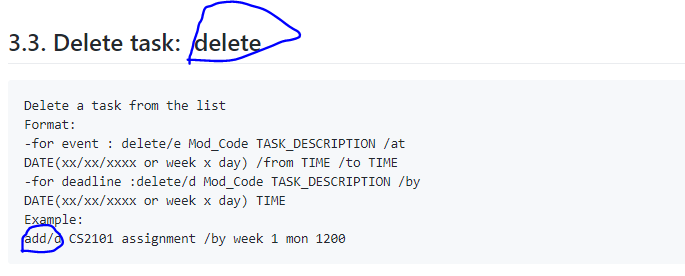 3.3. Delete task: delete
Delete a task from the list
Format:
-for event : delete/e Mod_Code TASK_DESCRIPTION /at
DATE(xx/xx/xxxx or week x day) /from TIME /to TIME
-for deadline :delete/d Mod_Code TASK_DESCRIPTION /by
DATE(xx/xx/xxxx or week x day) TIME
Example:
add/d CS2101 assignment /by week 1 mon 1200